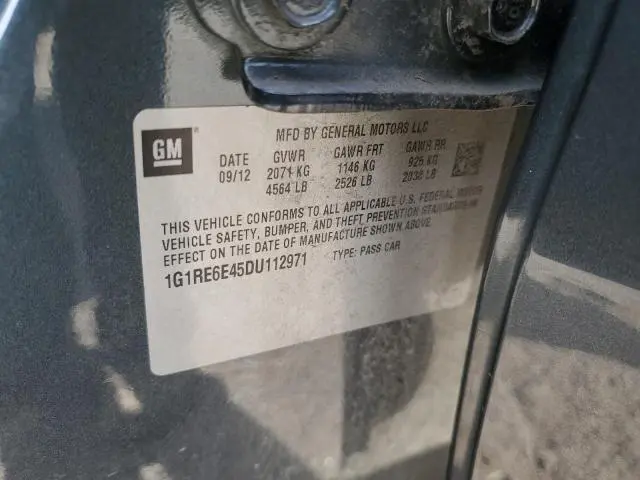 GM
MFD BY GENERAL MOTORS LLC
DATE GVWR GAWR FRT GAWR RR
09/12 2071 KG 1146 KG 925 KG
4564 LB 2526 LB 2038 LB
THIS VEHICLE CONFORMS TO ALL APPLICABLE U.S. FEDERAL MOTOR
VEHICLE SAFETY, BUMPER, AND THEFT PREVENTION STANDARDS IN
EFFECT ON THE DATE OF MANUFACTURE SHOWN ABOVE.
1G1RE6E45DU112971 TYPE: PASS CAR